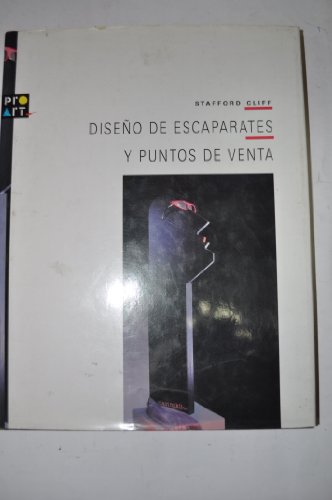 pro
ART
STAFFORD CLIFF
DISEÑO DE ESCAPARATES
Y PUNTOS DE VENTA